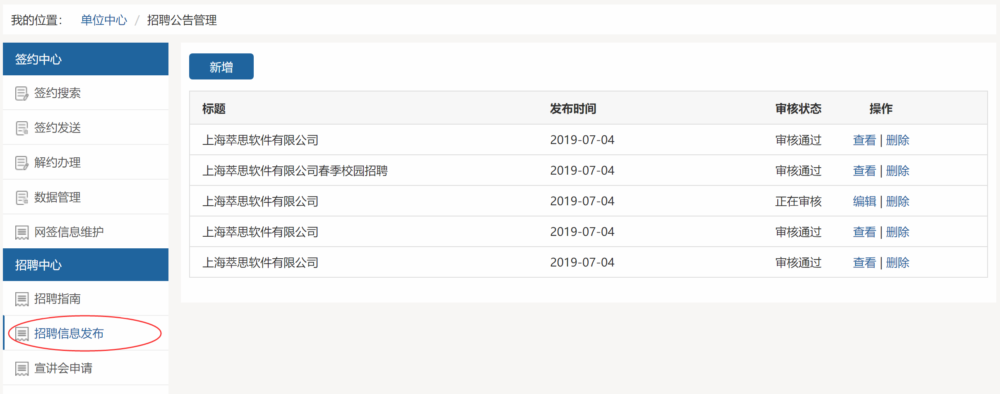 我的位置： 单位中心 / 招聘公告管理
签约中心
签约搜索
签约发送
解约办理
数据管理
网签信息维护
招聘中心
招聘指南
招聘信息发布
宣讲会申请
新增
标题 发布时间 审核状态 操作
上海萃思软件有限公司 2019-07-04 审核通过 查看 | 删除
上海萃思软件有限公司春季校园招聘 2019-07-04 审核通过 查看 | 删除
上海萃思软件有限公司 2019-07-04 正在审核 编辑 | 删除
上海萃思软件有限公司 2019-07-04 审核通过 查看 | 删除
上海萃思软件有限公司 2019-07-04 审核通过 查看 | 删除